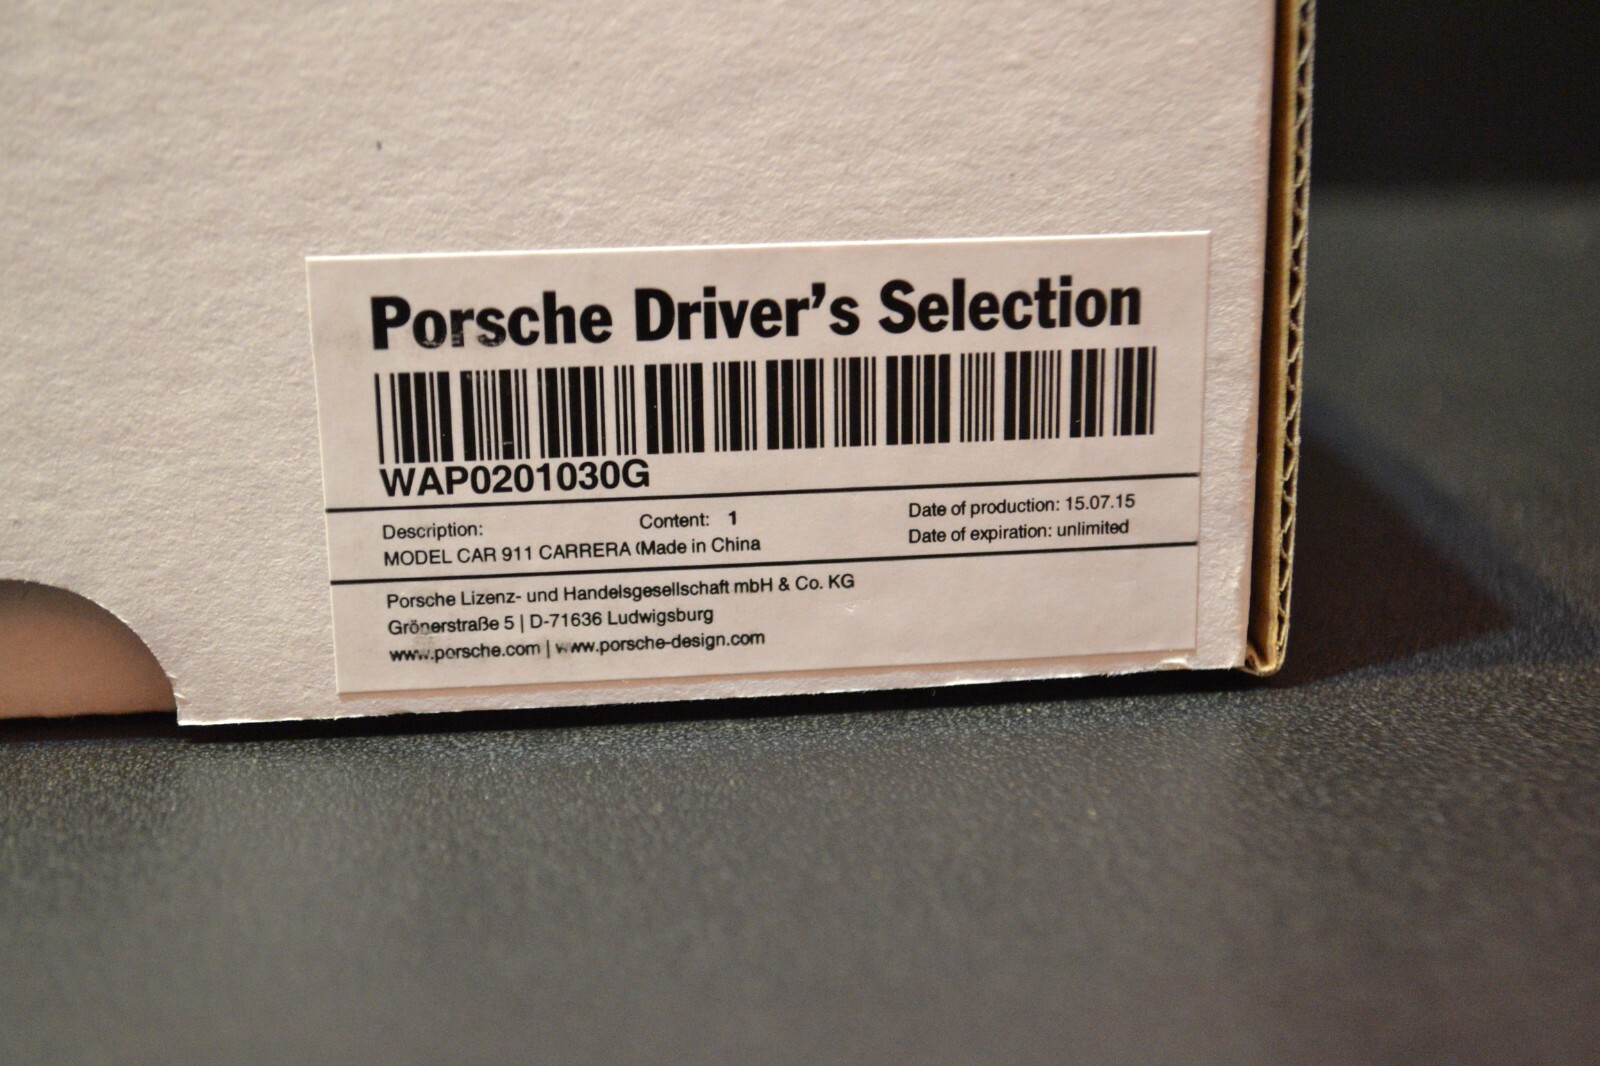 Porsche Driver's Selection
WAP0201030G
Description: Content: 1 Date of production: 15.07.15
MODEL CAR 911 CARRERA (Made in China Date of expiration: unlimited
Porsche Lizenz- und Handelsgesellschaft mbH & Co. KG
Grönerstraße 5 | D-71636 Ludwigsburg
www.porsche.com | www.porsche-design.com